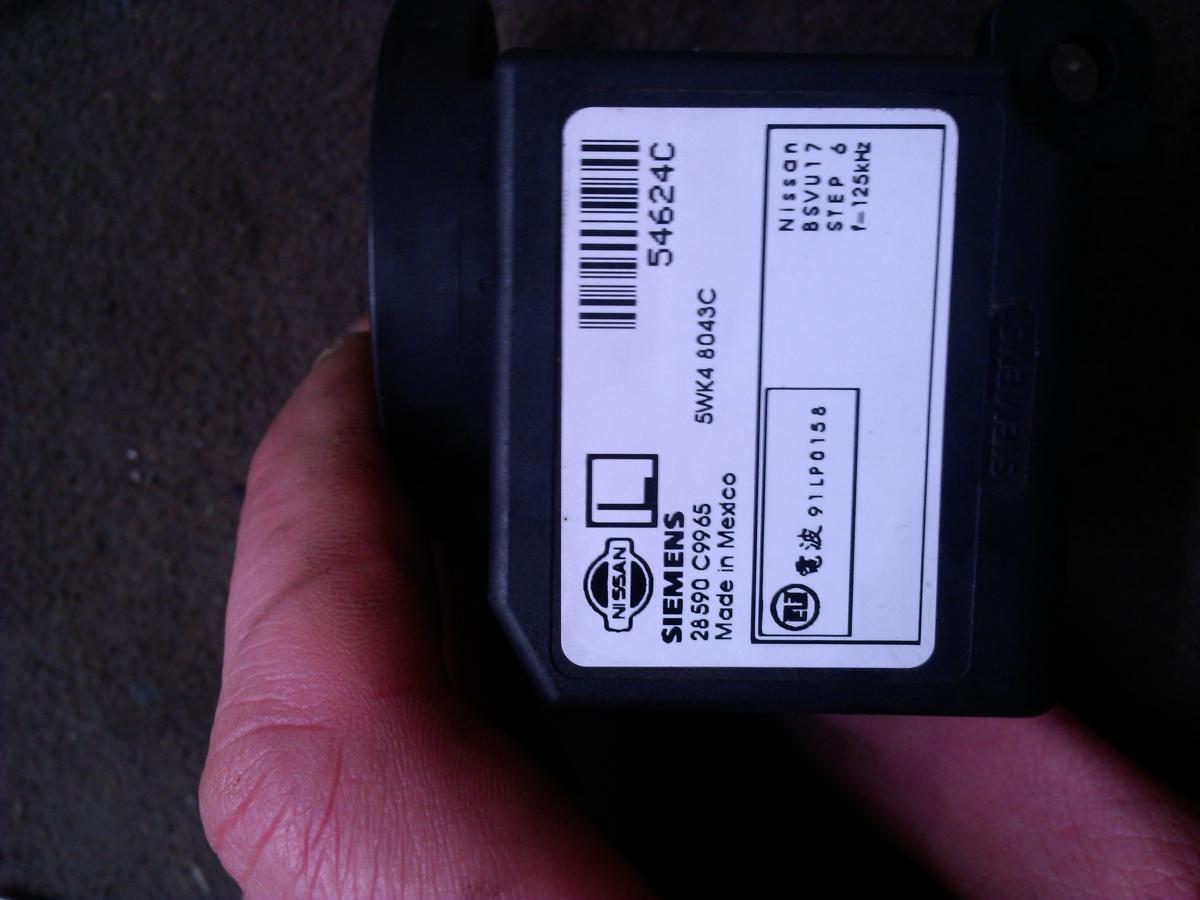 NISSAN
L
SIEMENS
28590 C9965
Made in Mexico
5WK4 8043C
54624C
電波 91LP0158
Nissan
BSVU17
STEP 6
f=125kHz
SIEMENS